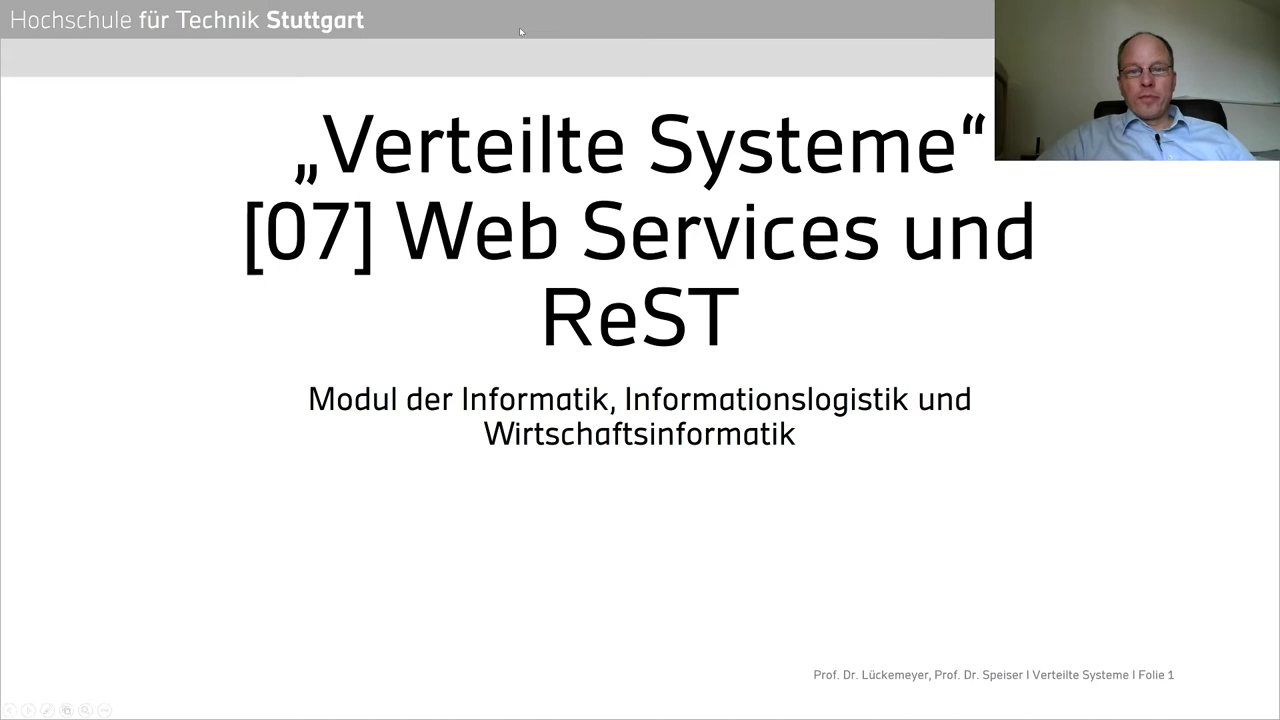 Hochschule für Technik Stuttgart
„Verteilte Systeme“
[07] Web Services und
ReST
Modul der Informatik, Informationslogistik und
Wirtschaftsinformatik
Prof. Dr. Lückemeyer, Prof. Dr. Speiser I Verteilte Systeme I Folie 1